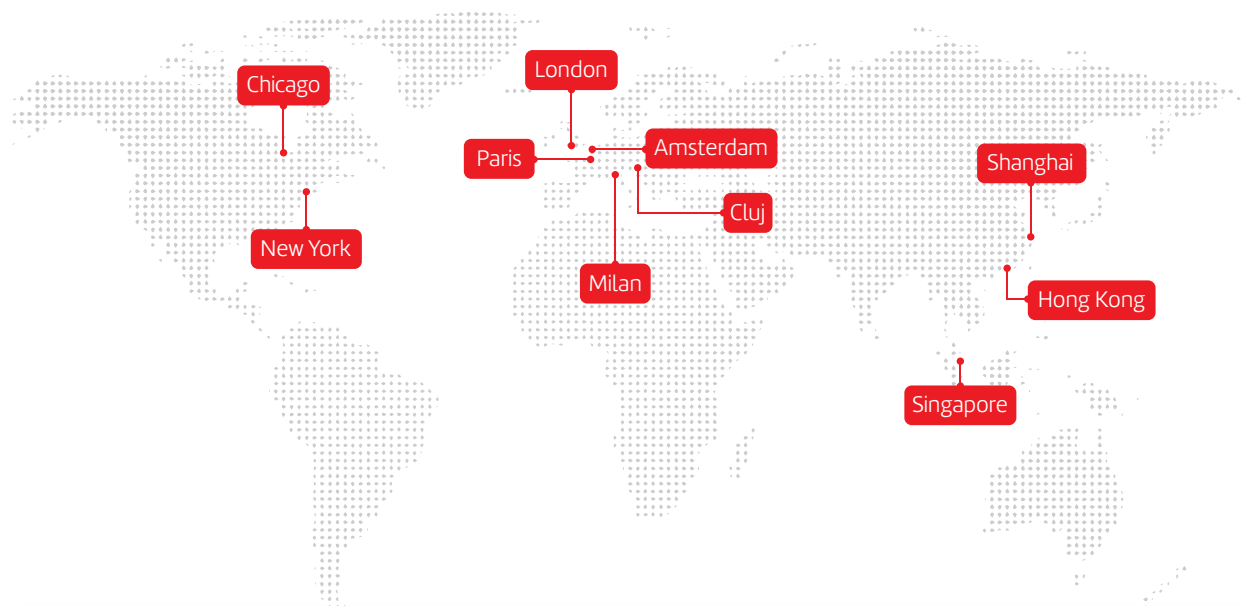 London
Chicago
Amsterdam
Paris
Shanghai
Cluj
New York
Milan
Hong Kong
Singapore